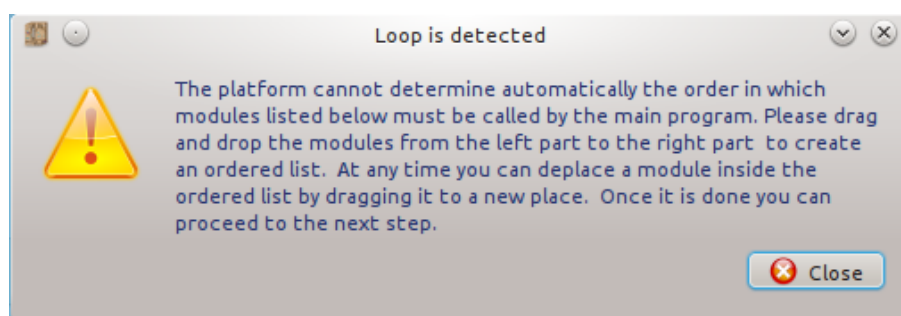 Loop is detected
The platform cannot determine automatically the order in which
modules listed below must be called by the main program. Please drag
and drop the modules from the left part to the right part  to create
an ordered list.  At any time you can deplace a module inside the
ordered list by dragging it to a new place.  Once it is done you can
proceed to the next step.
Close